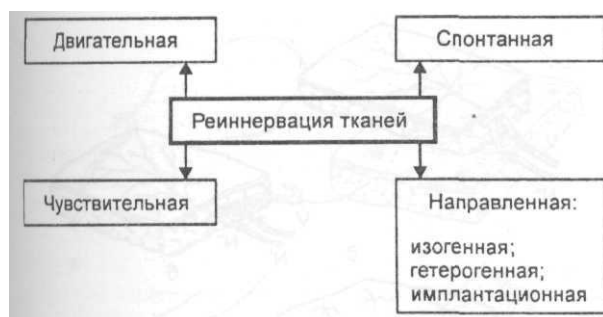 Двигательная
Спонтанная
Реиннервация тканей
Чувствительная
Направленная:
изогенная;
гетерогенная;
имплантационная